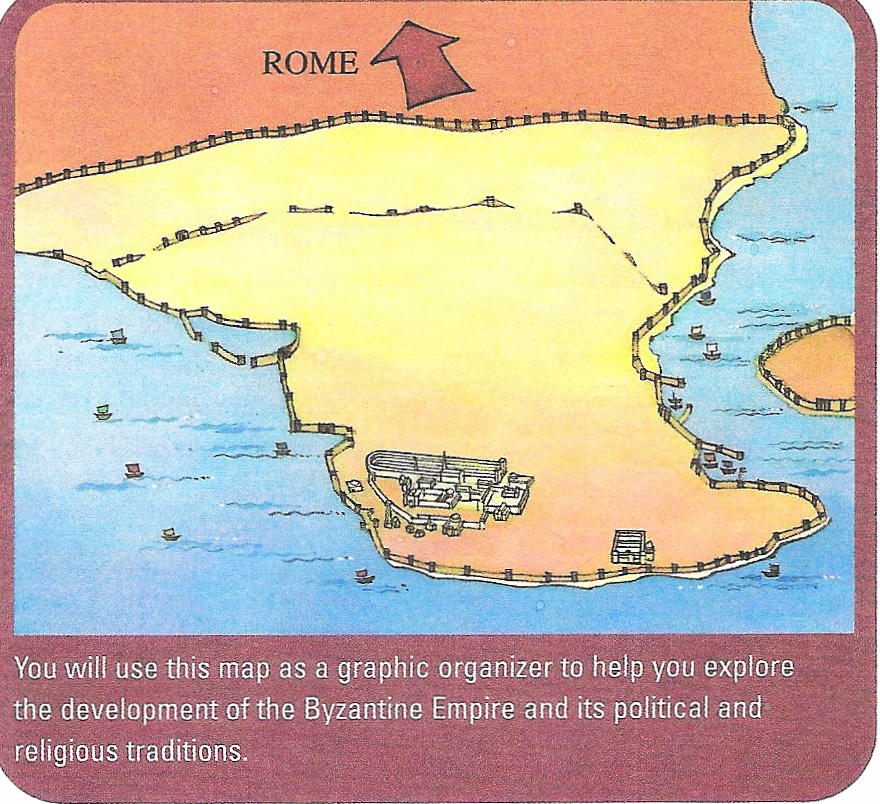 ROME
You will use this map as a graphic organizer to help you explore
the development of the Byzantine Empire and its political and
religious traditions.